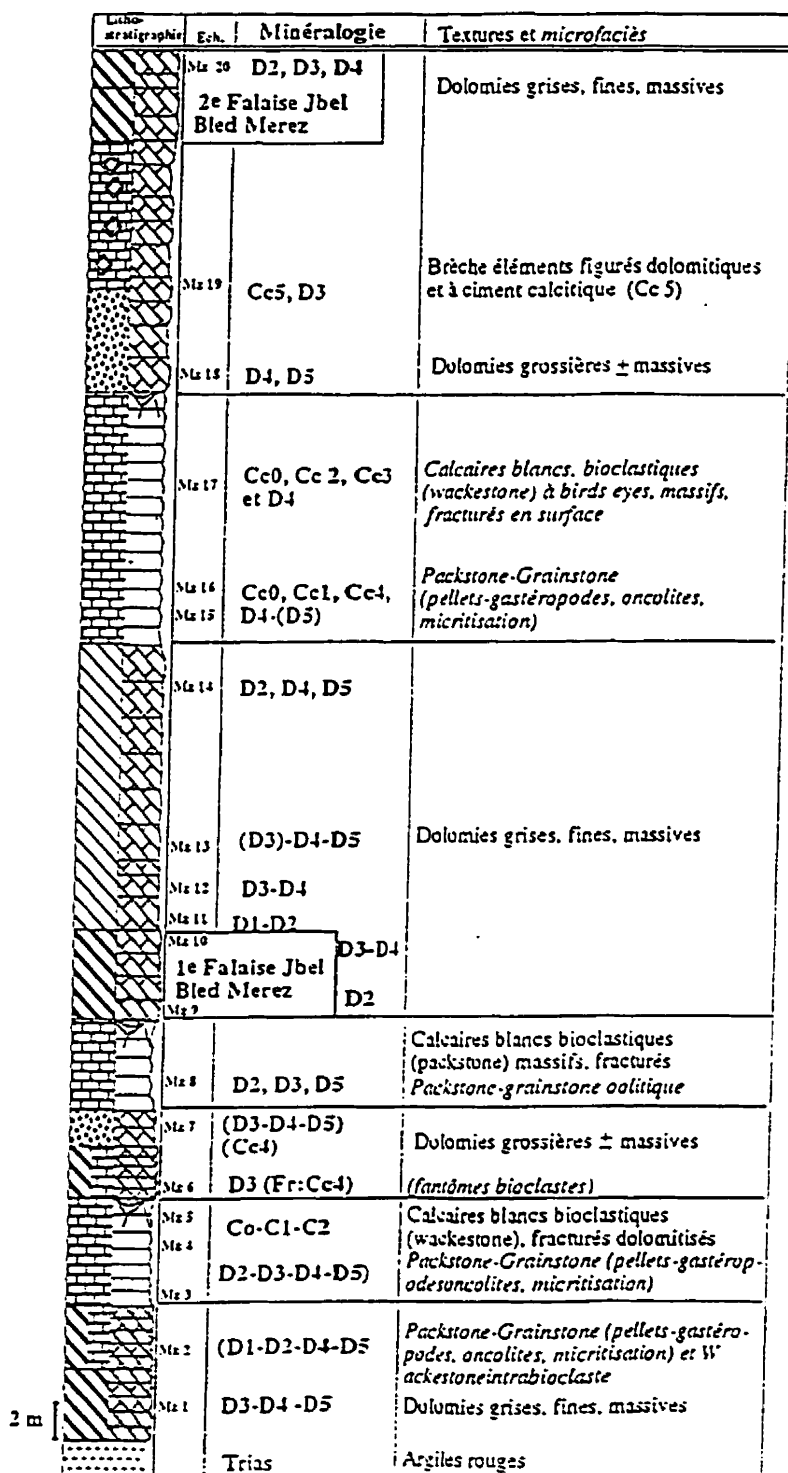 Litho-
stratigraphie Ech. Minéralogie Textures et microfaciès
Mz 20 D2, D3, D4
Dolomies grises, fines, massives
2e Falaise Jbel
Bled Merez
Brèche éléments figurés dolomitiques
Mz 19 Cc5, D3 et à ciment calcitique (Cc 5)
Mz 18 D4, D5 Dolomies grossières ± massives
Mz 17 Cc0, Cc 2, Cc3 Calcaires blancs, bioclastiques
et D4 (wackestone) à birds eyes, massifs,
fracturés en surface
Mz 16 Cc0, Cc1, Cc4, Packstone-Grainstone
Mz 15 D4-(D5) (pellets-gastéropodes, oncolites,
micritisation)
Mz 14 D2, D4, D5
Mz 13 (D3)-D4-D5 Dolomies grises, fines, massives
Mz 12 D3-D4
Mz 11 D1-D2
Mz 10 D3-D4
1e Falaise Jbel
Bled Merez D2
Mz 9
Calcaires blancs bioclastiques
(packstone) massifs, fracturés
Mz 8 D2, D3, D5 Packstone-grainstone oolitique
Mz 7 (D3-D4-D5) Dolomies grossières ± massives
(Cc4)
Mz 6 D3 (Fr:Cc4) (fantômes bioclastes)
Mz 5 Co-C1-C2 Calcaires blancs bioclastiques
Mz 4 (wackestone), fracturés dolomitisés
D2-D3-D4-D5) Packstone-Grainstone (pellets-gastérop-
Mz 3 odesoncolites, micritisation)
Mz 2 (D1-D2-D4-D5 Packstone-Grainstone (pellets-gastéro-
podes, oncolites, micritisation) et W
ackestoneintrabioclaste
2 m Mz 1 D3-D4 -D5 Dolomies grises, fines, massives
Trias Argiles rouges